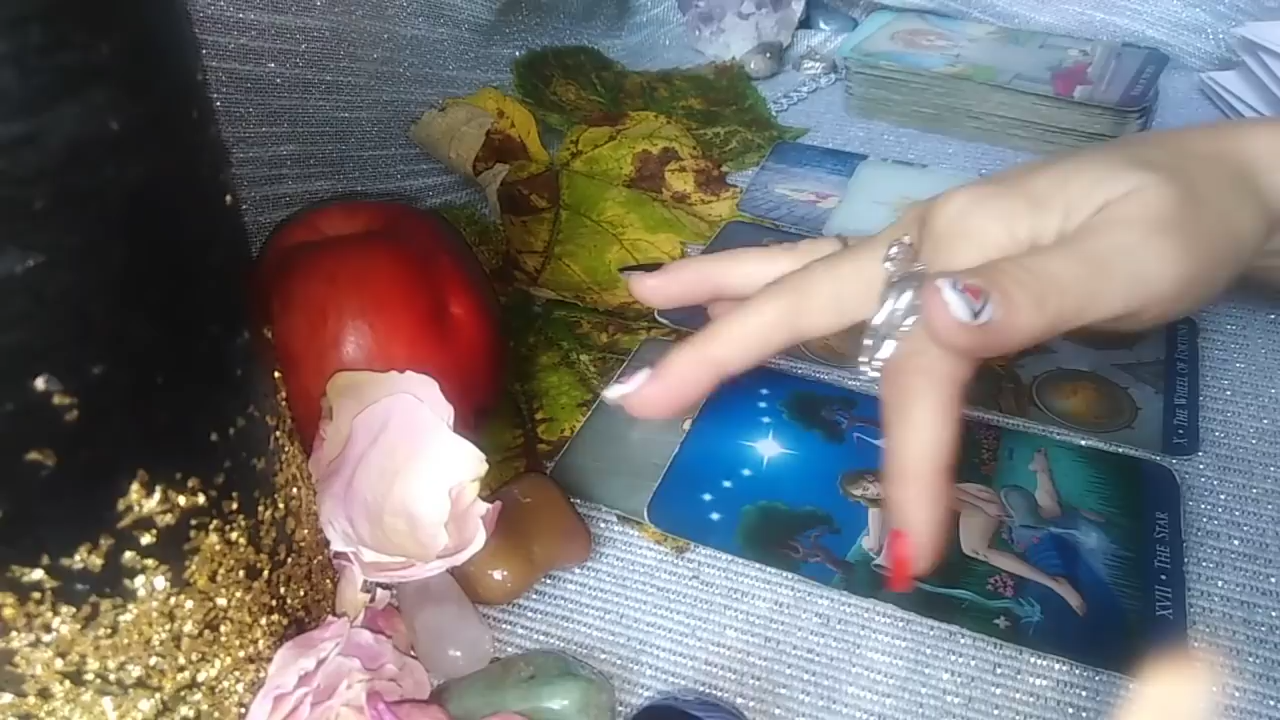 X • THE WHEEL OF FORTUNE
XVII • THE STAR